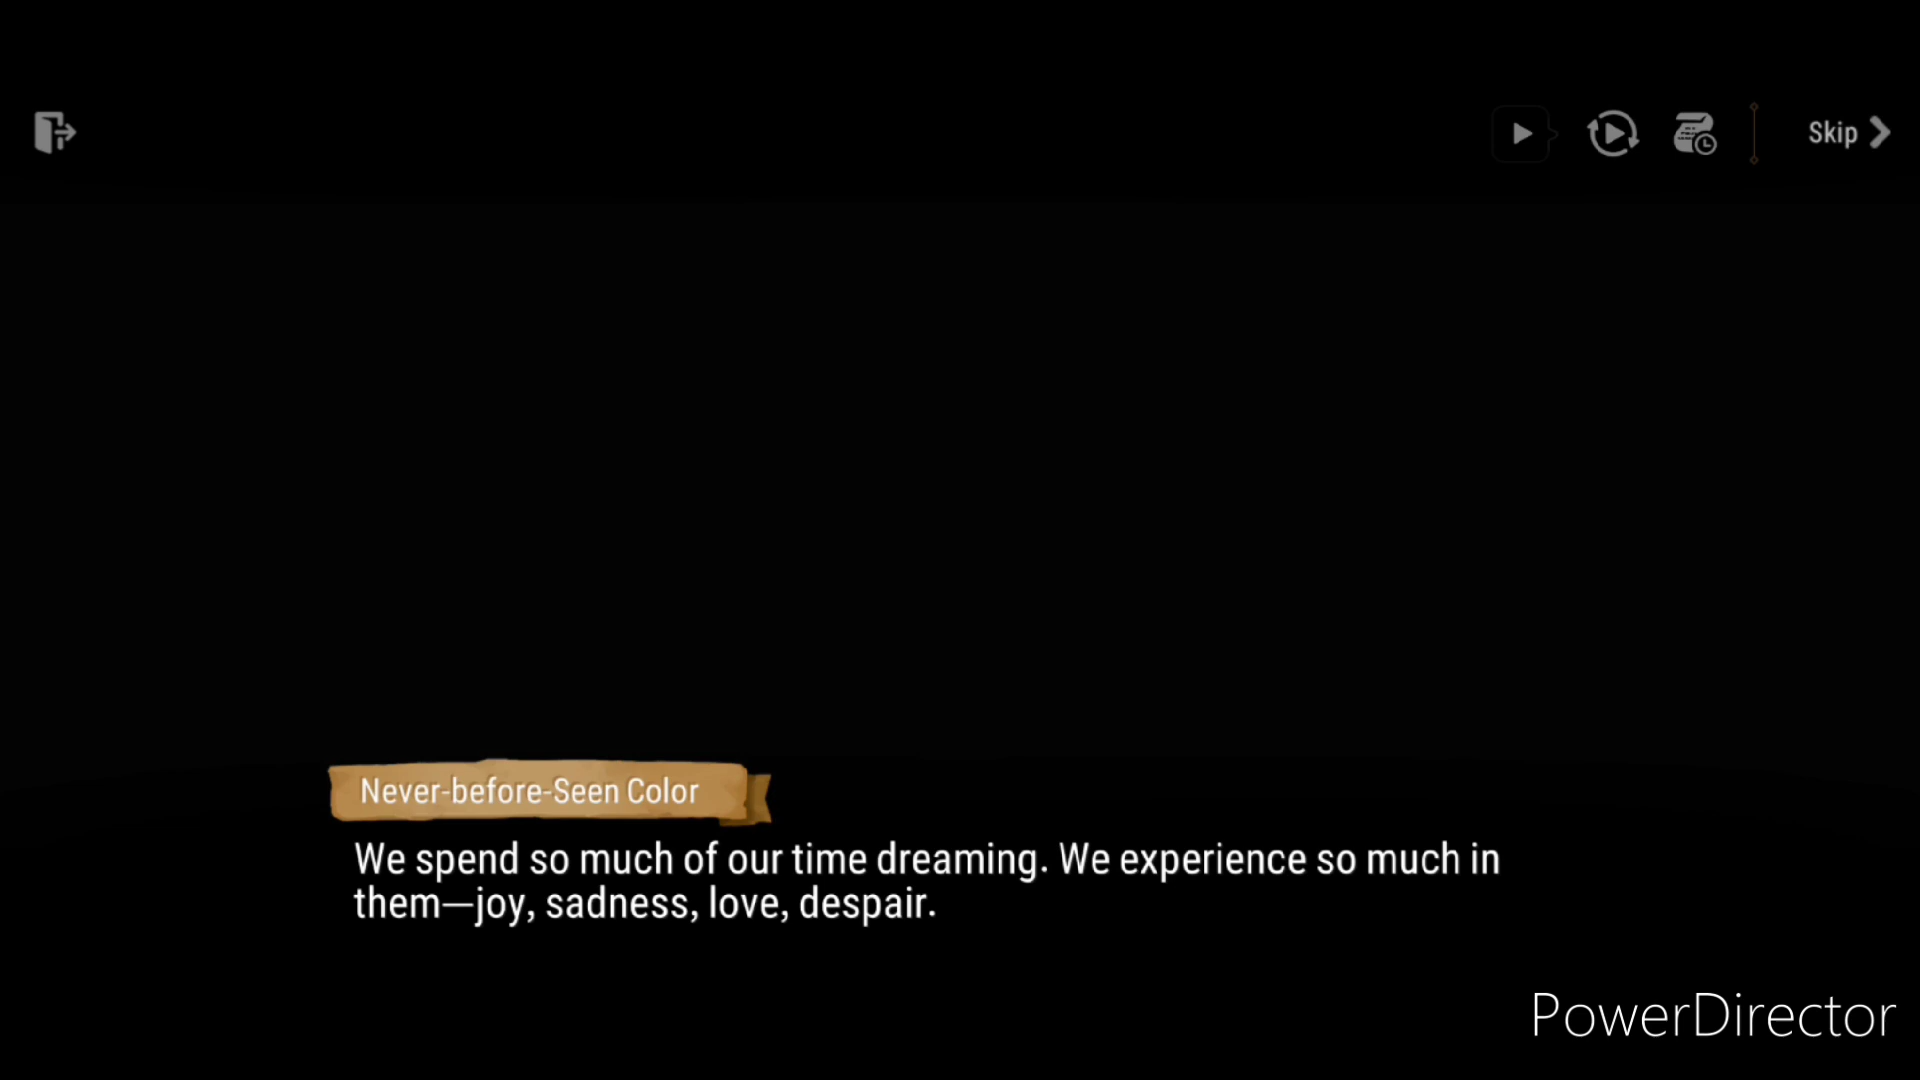 Skip
Never-before-Seen Color
We spend so much of our time dreaming. We experience so much in
them—joy, sadness, love, despair.
PowerDirector